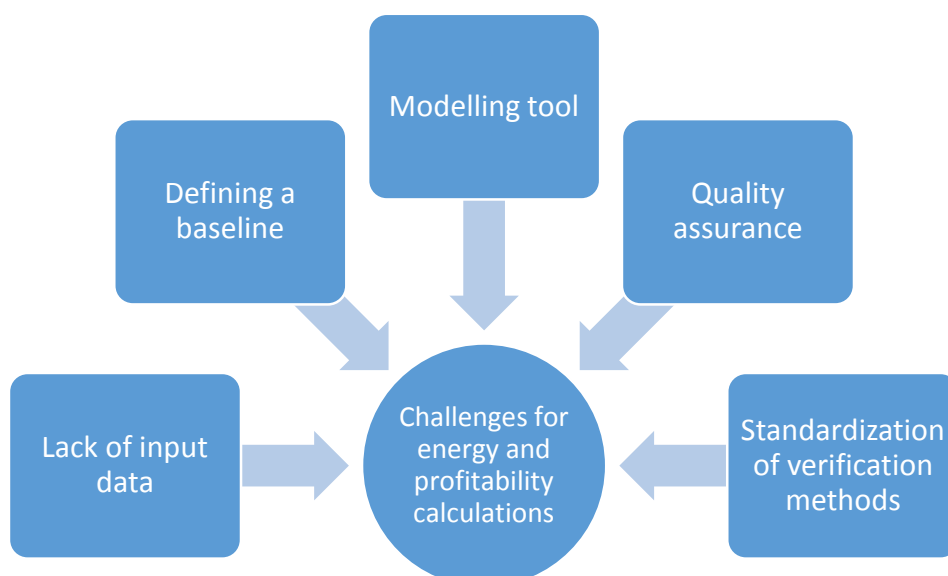 Modelling tool
Defining a
baseline
Quality
assurance
Lack of input
data
Challenges for
energy and
profitability
calculations
Standardization
of verification
methods